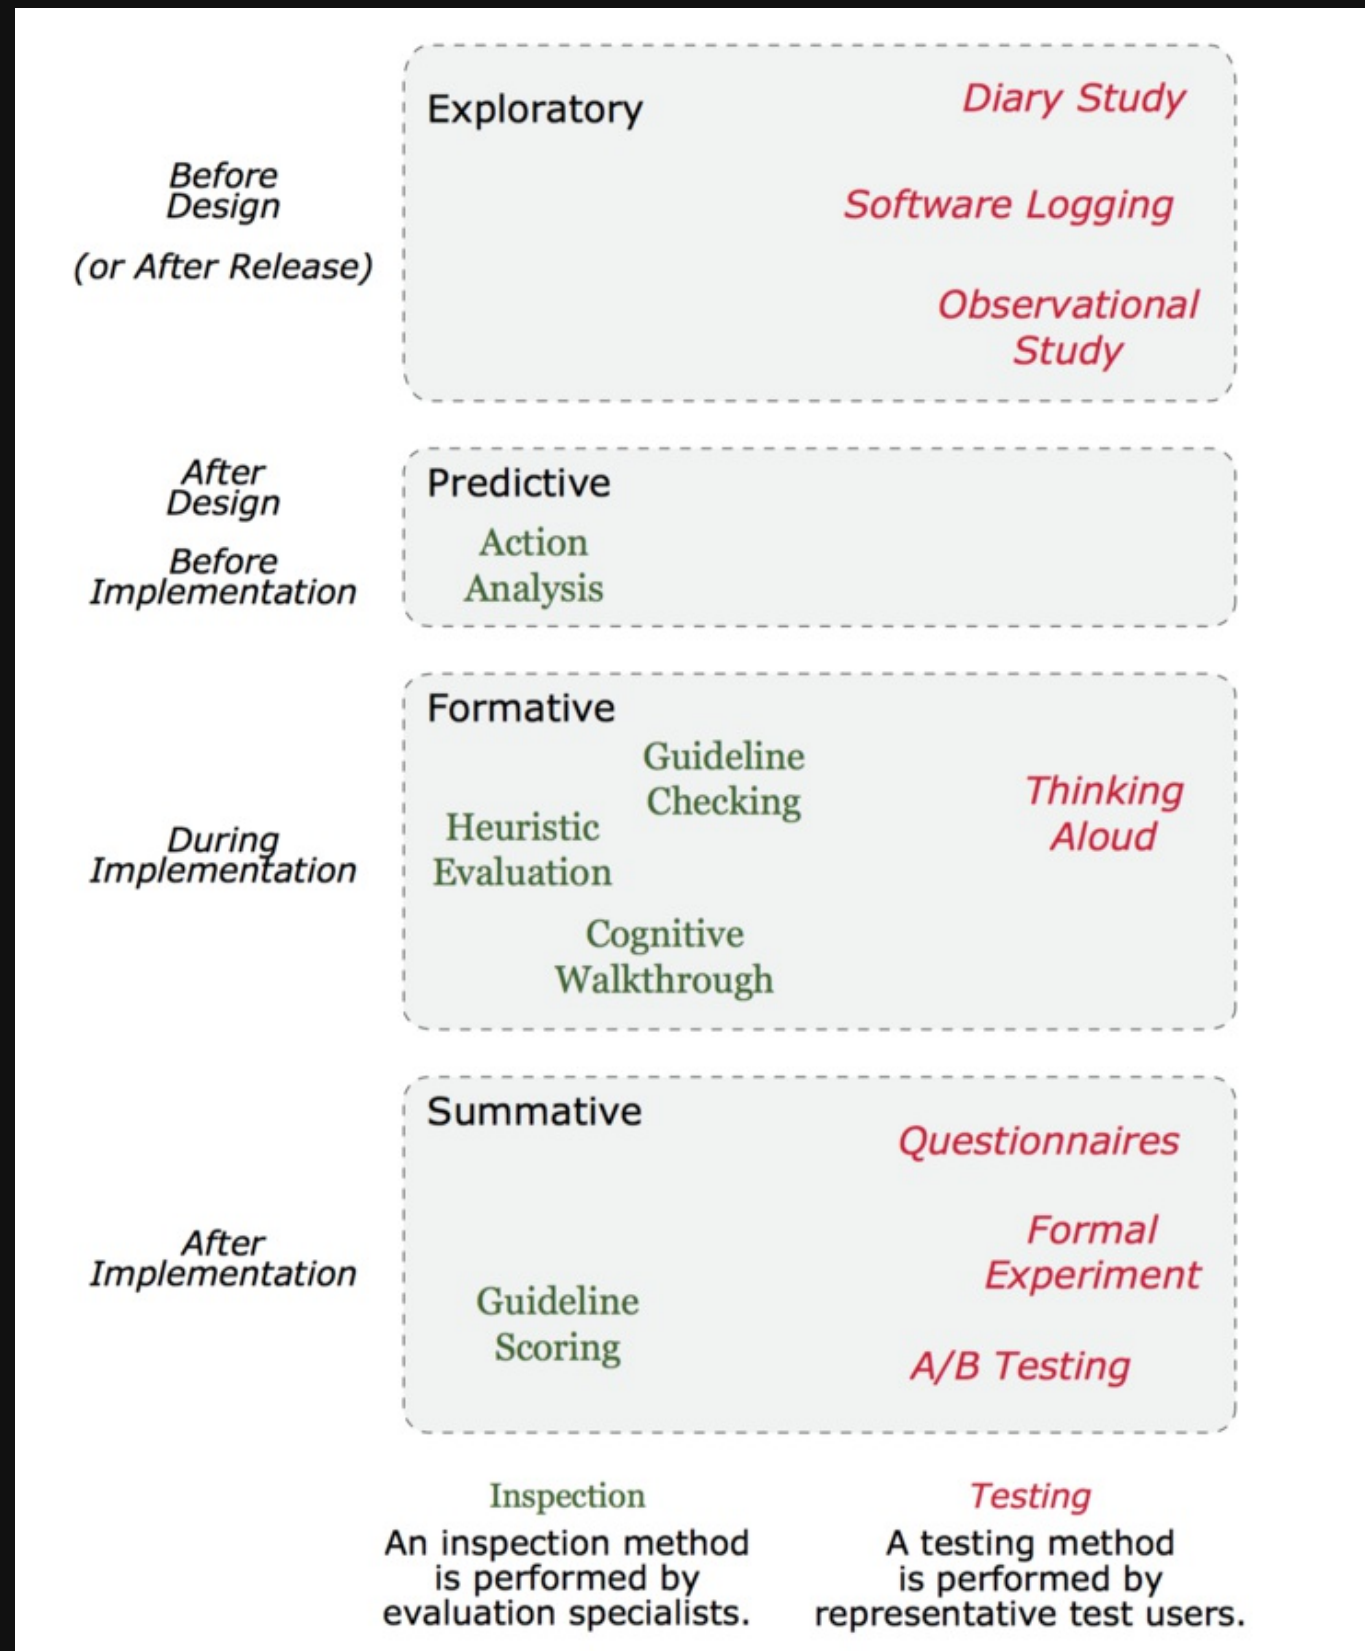 Exploratory
Diary Study
Before
Design
Software Logging
(or After Release)
Observational
Study
After
Design
Before
Implementation
Predictive
Action
Analysis
Formative
Guideline
Checking
Heuristic
Evaluation
Thinking
Aloud
During
Implementation
Cognitive
Walkthrough
Summative
Questionnaires
Formal
Experiment
After
Implementation
Guideline
Scoring
A/B Testing
Inspection
An inspection method
is performed by
evaluation specialists.
Testing
A testing method
is performed by
representative test users.